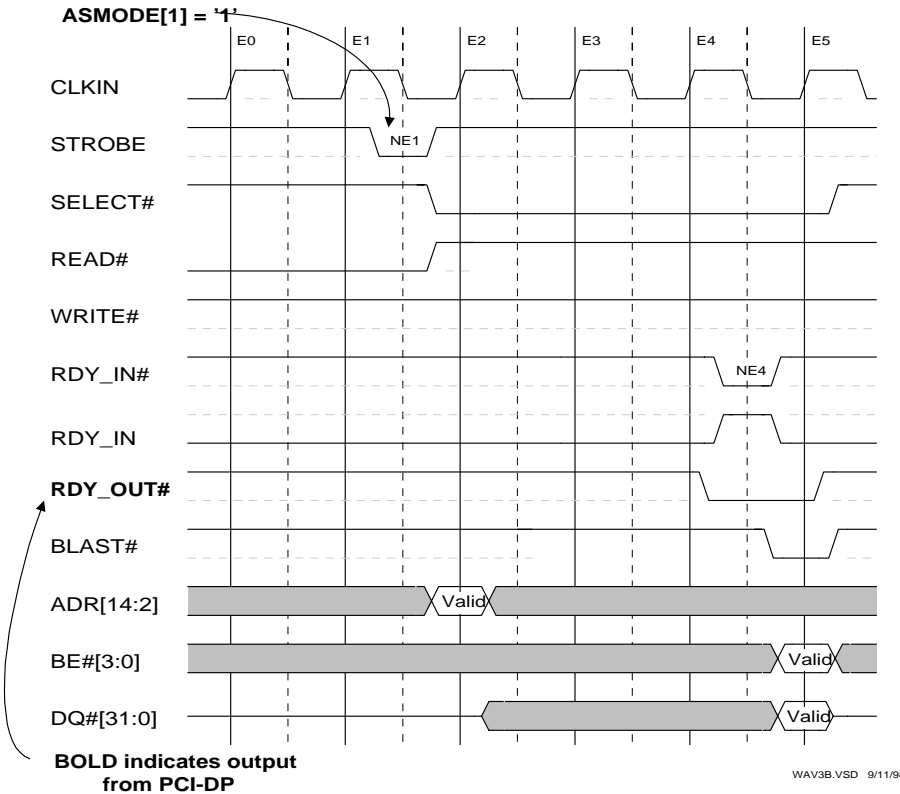 ASMODE[1] = '1'
E0 E1 E2 E3 E4 E5
CLKIN
STROBE NE1
SELECT#
READ#
WRITE#
RDY_IN# NE4
RDY_IN
RDY_OUT#
BLAST#
ADR[14:2] Valid
BE#[3:0] Valid
DQ#[31:0] Valid
BOLD indicates output
from PCI-DP
WAV3B.VSD 9/11/9